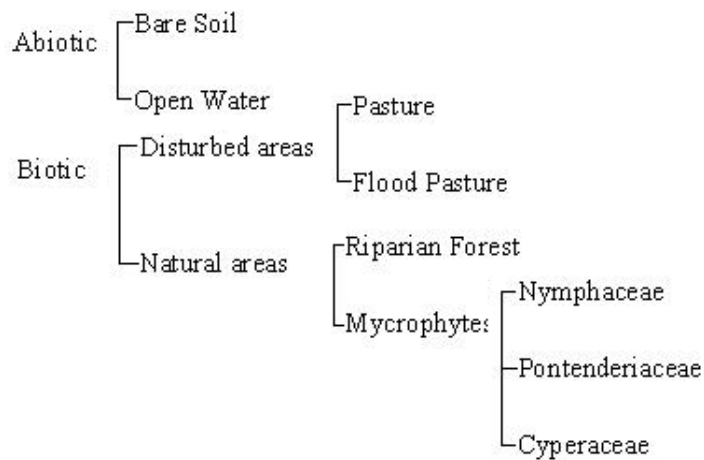 Abiotic
Bare Soil
Open Water
Biotic
Disturbed areas
Pasture
Flood Pasture
Natural areas
Riparian Forest
Mycrophytes
Nymphaceae
Pontenderiaceae
Cyperaceae